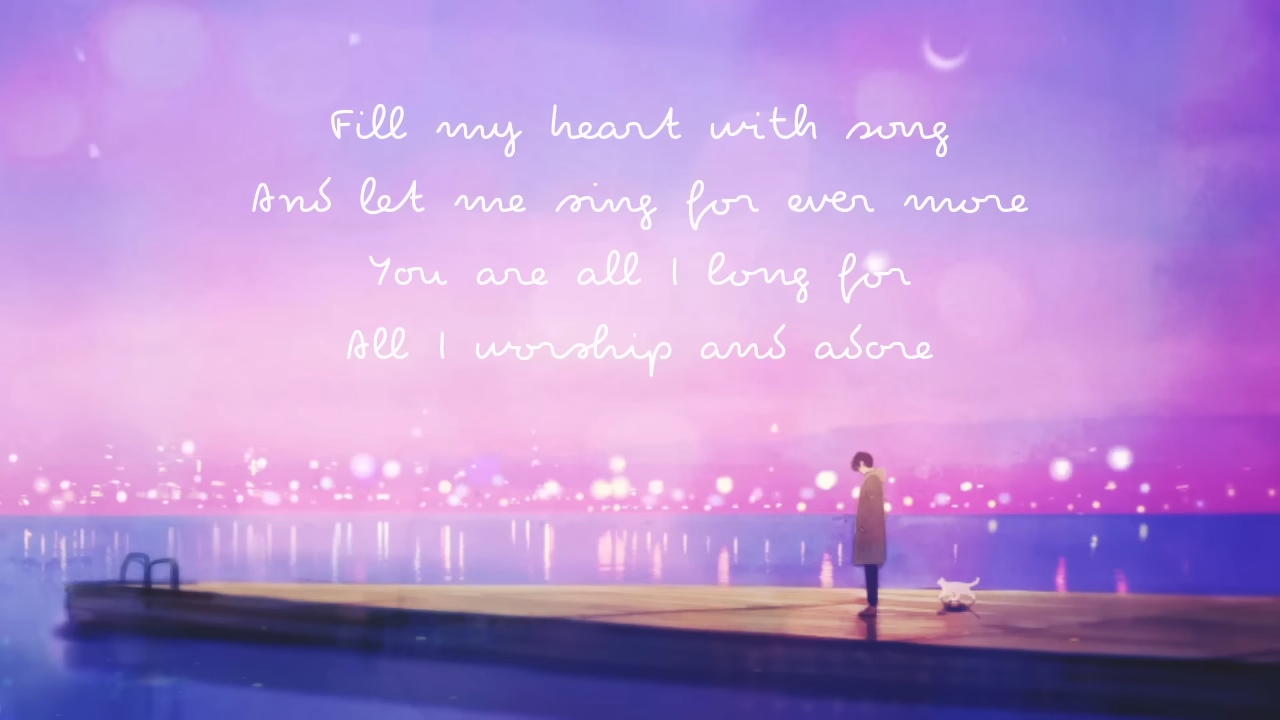 Fill my heart with song
And let me sing for ever more
You are all I long for
All I worship and adore